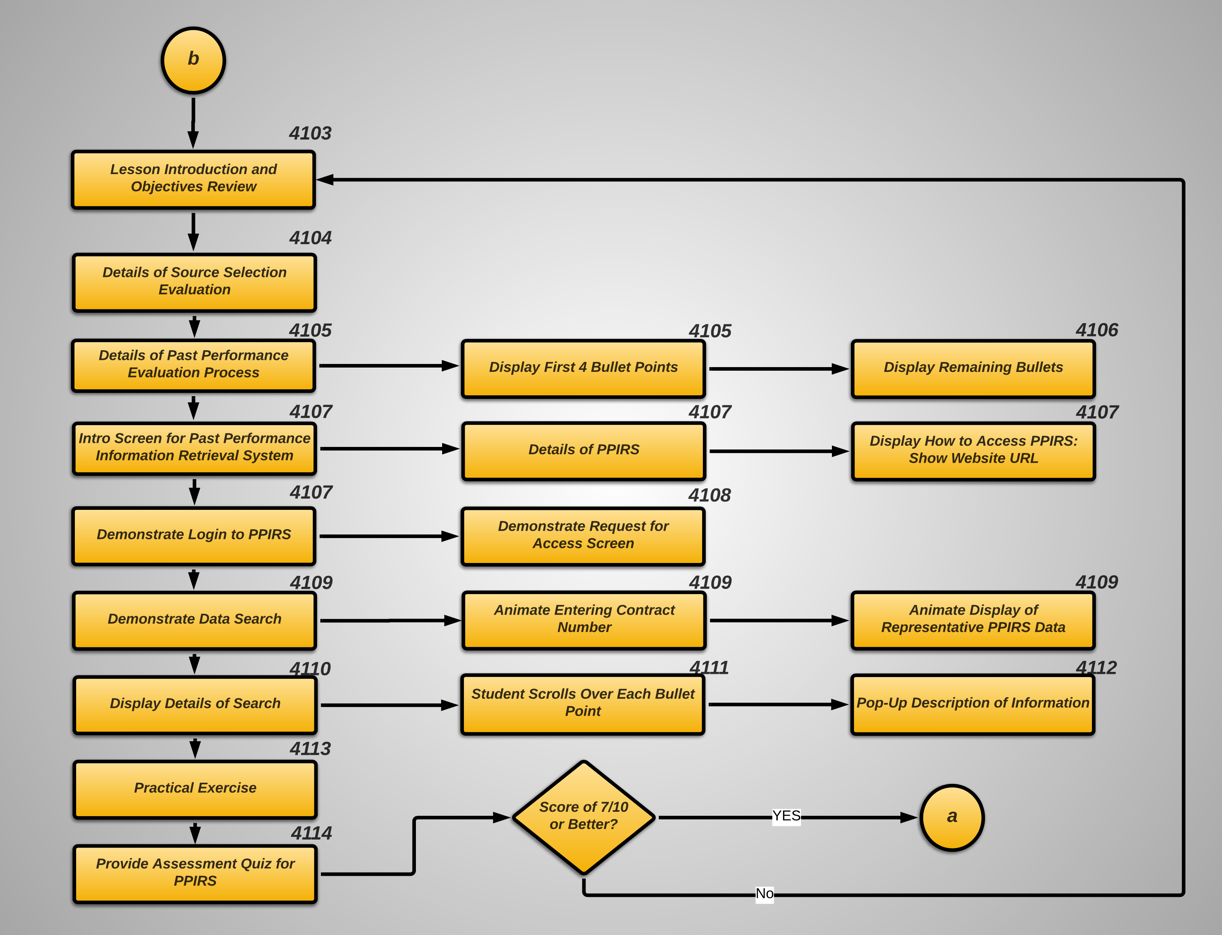 b
4103
Lesson Introduction and
Objectives Review
4104
Details of Source Selection
Evaluation
4105
Details of Past Performance
Evaluation Process
4105
Display First 4 Bullet Points
4106
Display Remaining Bullets
4107
Intro Screen for Past Performance
Information Retrieval System
4107
Details of PPIRS
4107
Display How to Access PPIRS:
Show Website URL
4107
Demonstrate Login to PPIRS
4108
Demonstrate Request for
Access Screen
4109
Demonstrate Data Search
4109
Animate Entering Contract
Number
4109
Animate Display of
Representative PPIRS Data
4110
Display Details of Search
4111
Student Scrolls Over Each Bullet
Point
4112
Pop-Up Description of Information
4113
Practical Exercise
4114
Provide Assessment Quiz for
PPIRS
Score of 7/10
or Better?
YES
a
No